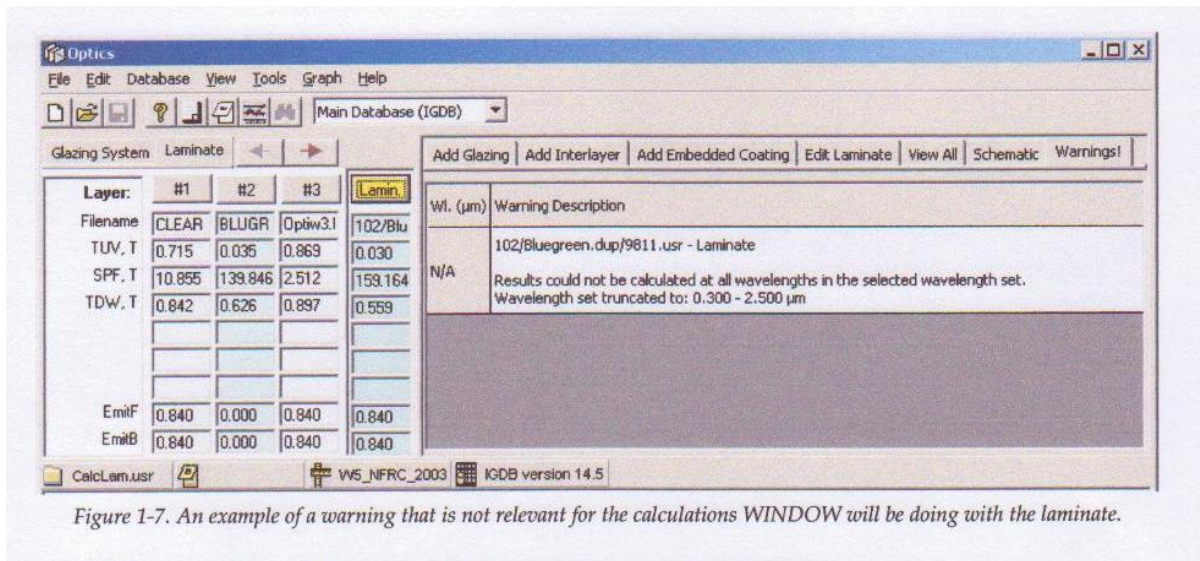 Optics
File Edit Database View Tools Graph Help
Main Database (IGDB)
Glazing System Laminate
Add Glazing Add Interlayer Add Embedded Coating Edit Laminate View All Schematic Warnings!
Layer: #1 #2 #3 Lamin.
Filename CLEAR BLUGR Optiw3.l 102/Blu
TUV, T 0.715 0.035 0.869 0.030
SPF, T 10.855 139.846 2.512 159.164
TDW, T 0.842 0.626 0.897 0.559
EmitF 0.840 0.000 0.840 0.840
EmitB 0.840 0.000 0.840 0.840
Wl. (μm) Warning Description
N/A
102/Bluegreen.dup/9811.usr - Laminate
Results could not be calculated at all wavelengths in the selected wavelength set.
Wavelength set truncated to: 0.300 - 2.500 μm
CalcLam.usr W5_NFRC_2003 IGDB version 14.5
Figure 1-7. An example of a warning that is not relevant for the calculations WINDOW will be doing with the laminate.